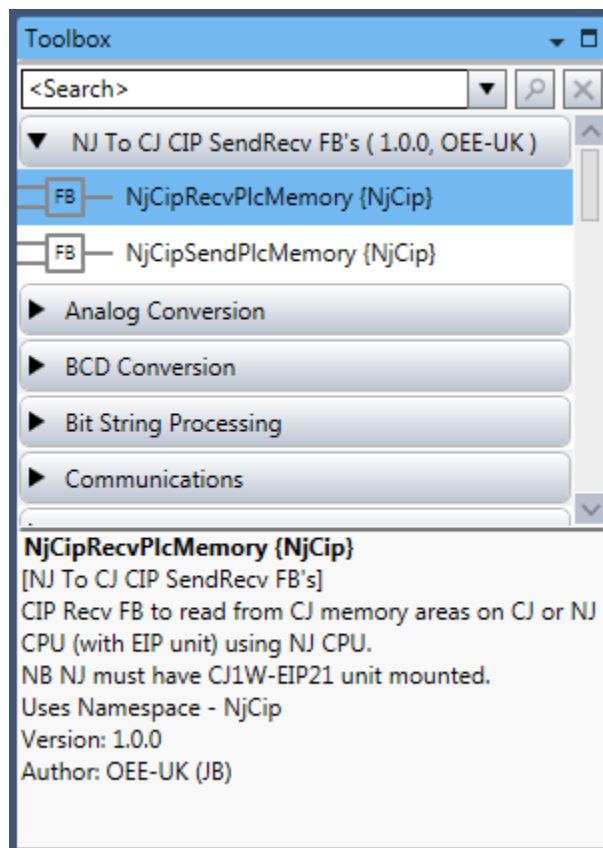 Toolbox
<Search>
NJ To CJ CIP SendRecv FB's ( 1.0.0, OEE-UK )
FB NjCipRecvPlcMemory {NjCip}
FB NjCipSendPlcMemory {NjCip}
Analog Conversion
BCD Conversion
Bit String Processing
Communications
NjCipRecvPlcMemory {NjCip}
[NJ To CJ CIP SendRecv FB's]
CIP Recv FB to read from CJ memory areas on CJ or NJ
CPU (with EIP unit) using NJ CPU.
NB NJ must have CJ1W-EIP21 unit mounted.
Uses Namespace - NjCip
Version: 1.0.0
Author: OEE-UK (JB)